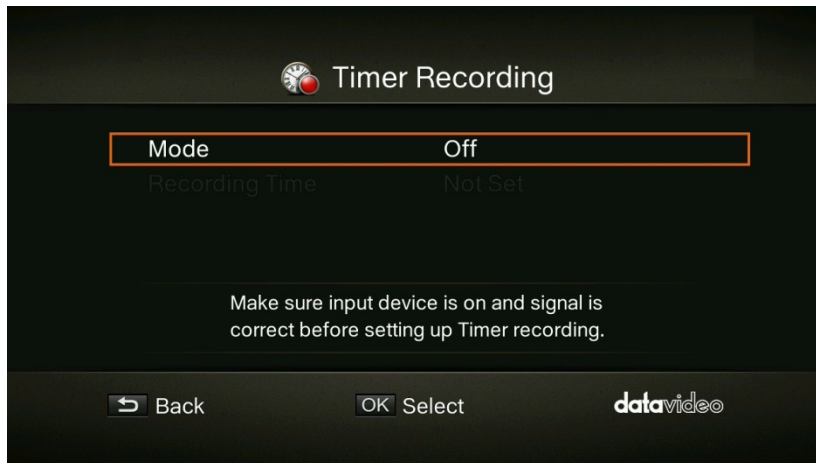 Timer Recording
Mode Off
Recording Time Not Set
Make sure input device is on and signal is
correct before setting up Timer recording.
Back OK Select datavideo